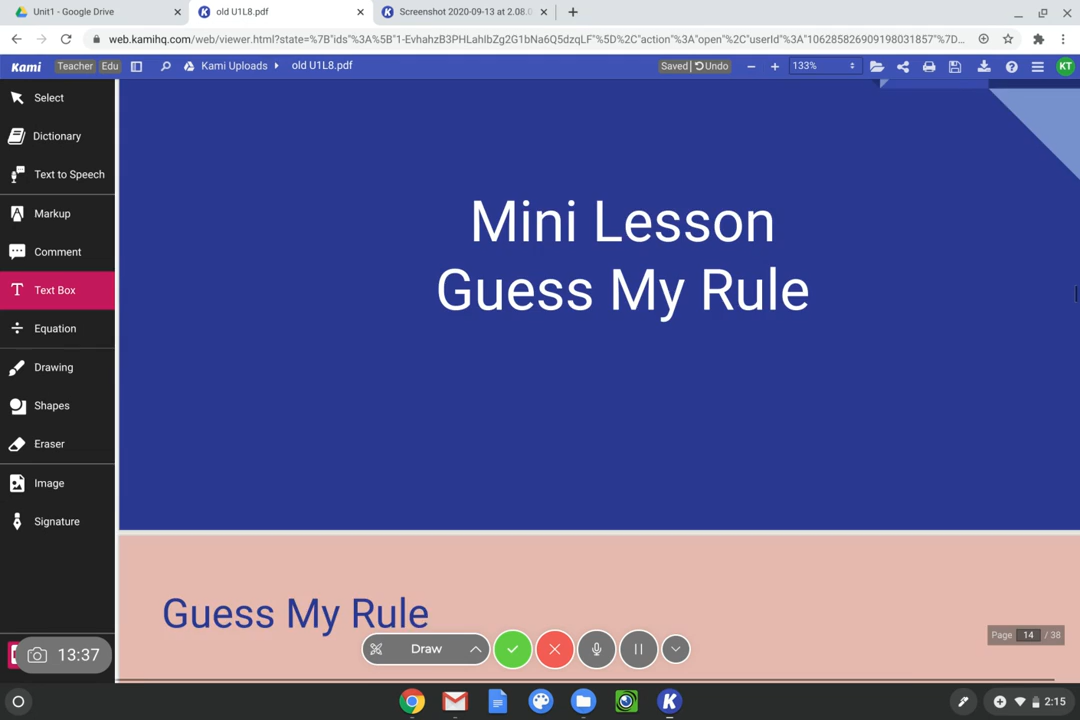 Unit1 - Google Drive
old U1L8.pdf
Screenshot 2020-09-13 at 2.08.0
web.kamihq.com/web/viewer.html?state=%7B"ids"%3A%5B"1-EvhahzB3PHLahIbZg2G1bNa6Q5dzqLF"%5D%2C"action"%3A"open"%2C"userId"%3A"106285826909198031857"%7D...
Kami
Teacher
Edu
Kami Uploads
old U1L8.pdf
Saved
Undo
133%
KT
Select
Dictionary
Text to Speech
Markup
Comment
Text Box
Equation
Drawing
Shapes
Eraser
Image
Signature
Mini Lesson
Guess My Rule
Guess My Rule
Page 14 / 38
13:37
Draw
2:15